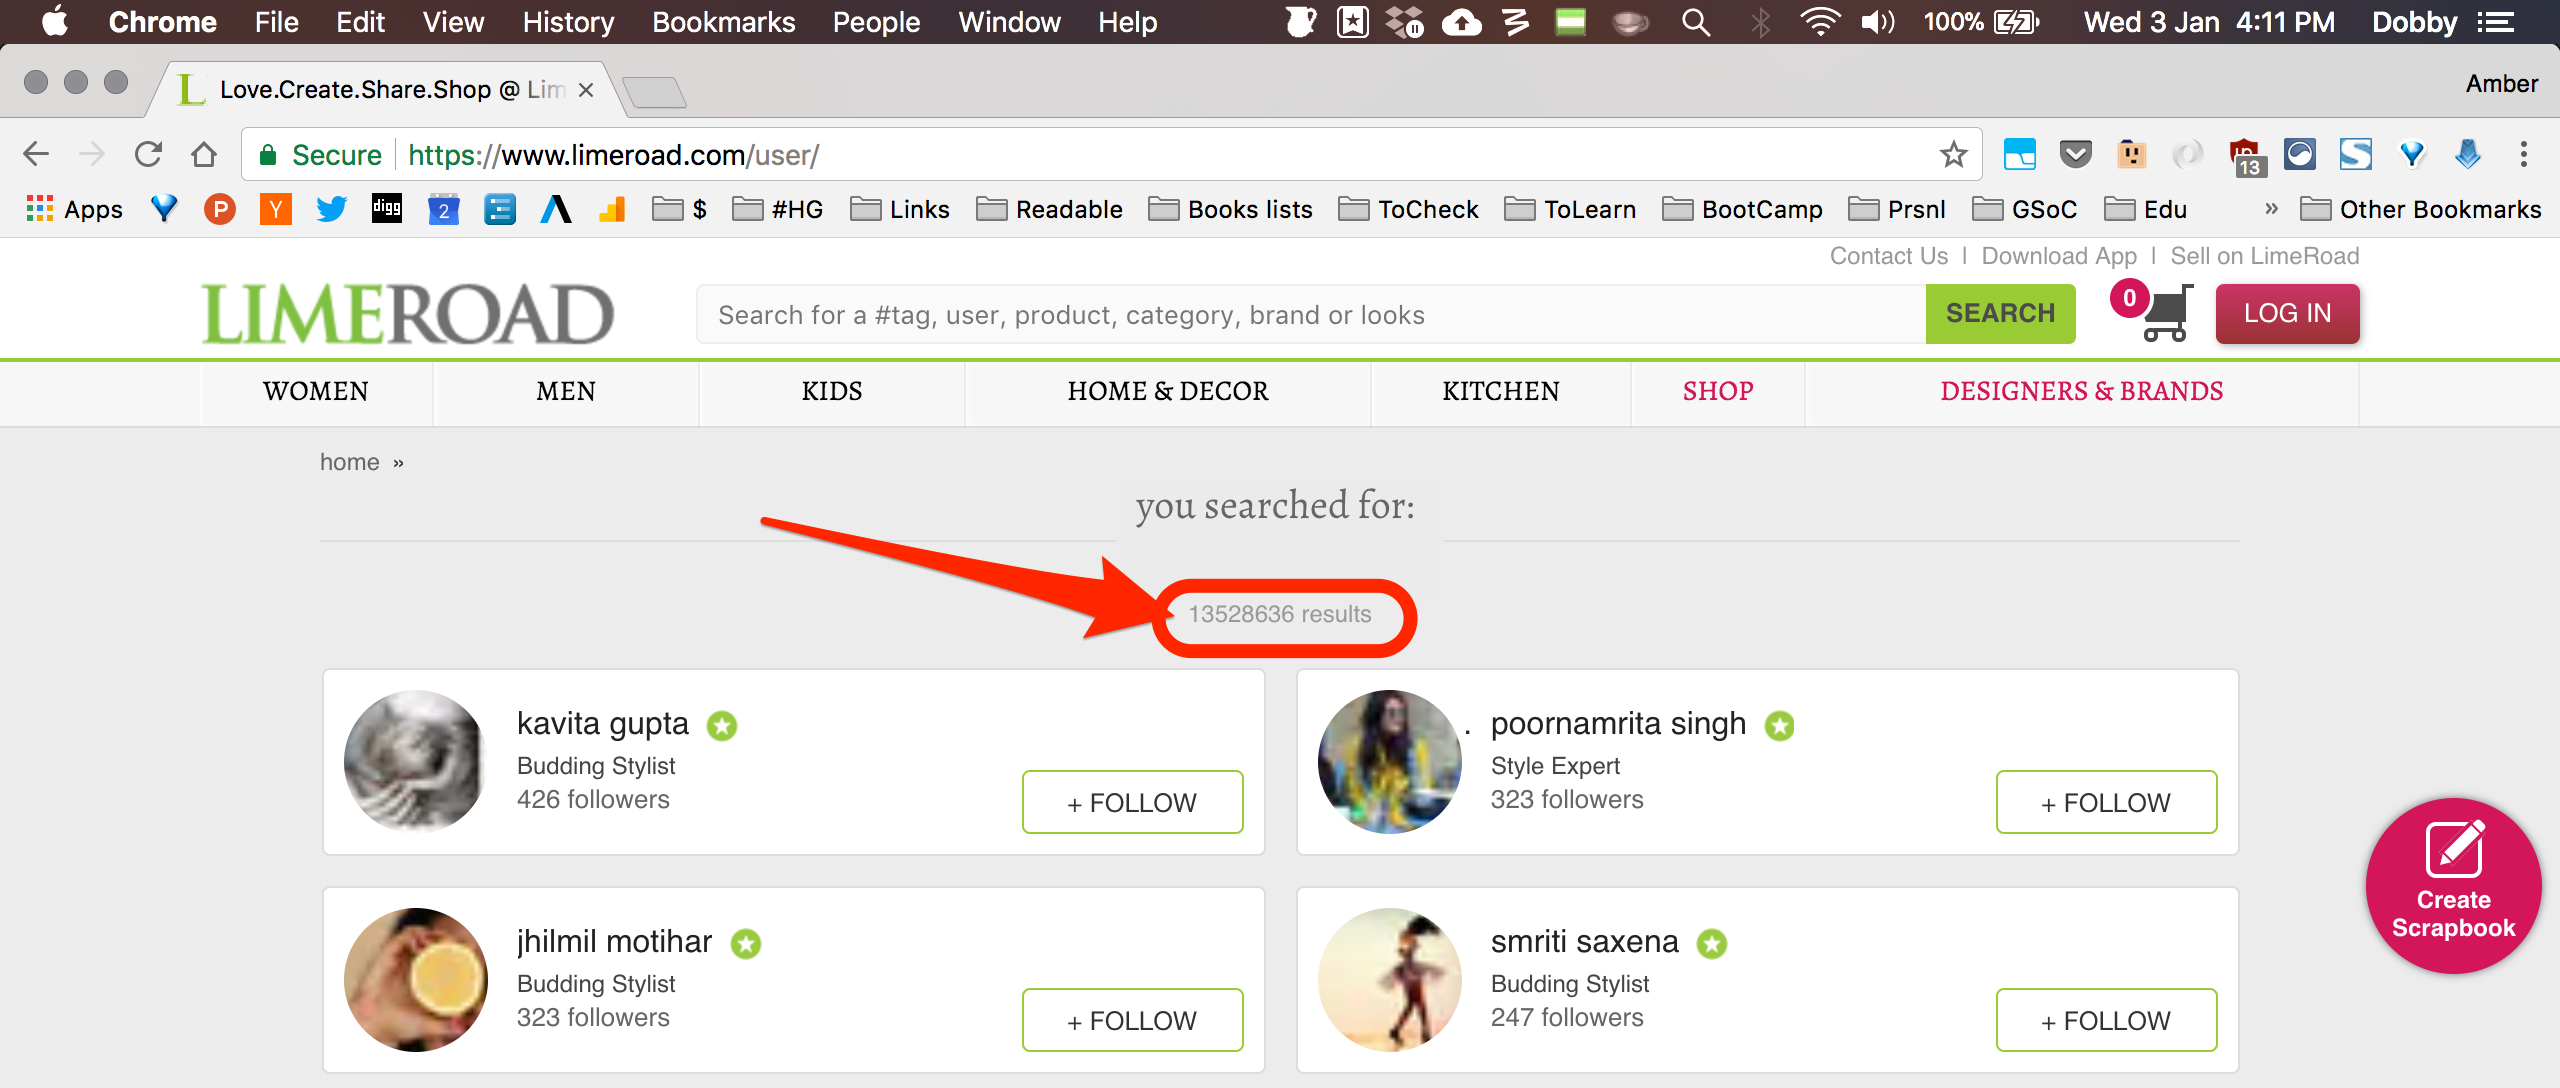 Chrome File Edit View History Bookmarks People Window Help 100% Wed 3 Jan 4:11 PM Dobby
L Love.Create.Share.Shop @ Lim Amber
Secure https://www.limeroad.com/user/ 13
Apps P Y digg 2 $ #HG Links Readable Books lists ToCheck ToLearn BootCamp Prsnl GSoC Edu » Other Bookmarks
Contact Us | Download App | Sell on LimeRoad
LIMEROAD Search for a #tag, user, product, category, brand or looks SEARCH 0 LOG IN
WOMEN MEN KIDS HOME & DECOR KITCHEN SHOP DESIGNERS & BRANDS
home »
you searched for:
13528636 results
kavita gupta
Budding Stylist
426 followers
+ FOLLOW
. poornamrita singh
Style Expert
323 followers
+ FOLLOW
jhilmil motihar
Budding Stylist
323 followers
+ FOLLOW
smriti saxena
Budding Stylist
247 followers
+ FOLLOW
Create
Scrapbook